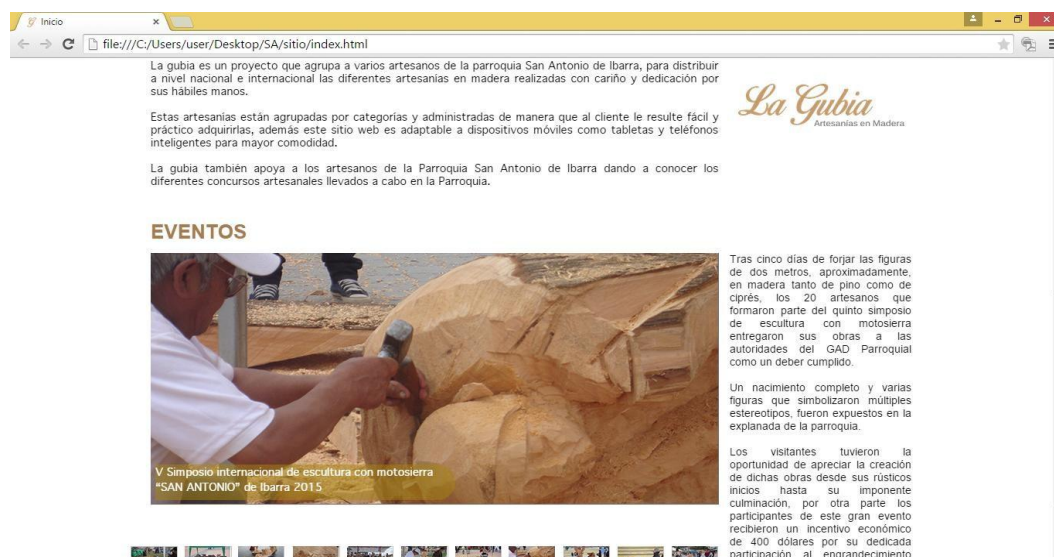 Inicio
file:///C:/Users/user/Desktop/SA/sitio/index.html
La gubia es un proyecto que agrupa a varios artesanos de la parroquia San Antonio de Ibarra, para distribuir
a nivel nacional e internacional las diferentes artesanías en madera realizadas con cariño y dedicación por
sus hábiles manos.
Estas artesanías están agrupadas por categorías y administradas de manera que al cliente le resulte fácil y
práctico adquirirlas, además este sitio web es adaptable a dispositivos móviles como tabletas y teléfonos
inteligentes para mayor comodidad.
La gubia también apoya a los artesanos de la Parroquia San Antonio de Ibarra dando a conocer los
diferentes concursos artesanales llevados a cabo en la Parroquia.
La Gubia
Artesanías en Madera
EVENTOS
V Simposio internacional de escultura con motosierra
“SAN ANTONIO” de Ibarra 2015
Tras cinco días de forjar las figuras
de dos metros, aproximadamente,
en madera tanto de pino como de
ciprés, los 20 artesanos que
formaron parte del quinto simposio
de escultura con motosierra
entregaron sus obras a las
autoridades del GAD Parroquial
como un deber cumplido.
Un nacimiento completo y varias
figuras que simbolizaron múltiples
estereotipos, fueron expuestos en la
explanada de la parroquia.
Los visitantes tuvieron la
oportunidad de apreciar la creación
de dichas obras desde sus rústicos
inicios hasta su imponente
culminación, por otra parte los
participantes de este gran evento
recibieron un incentivo económico
de 400 dólares por su dedicada
participación al engrandecimiento